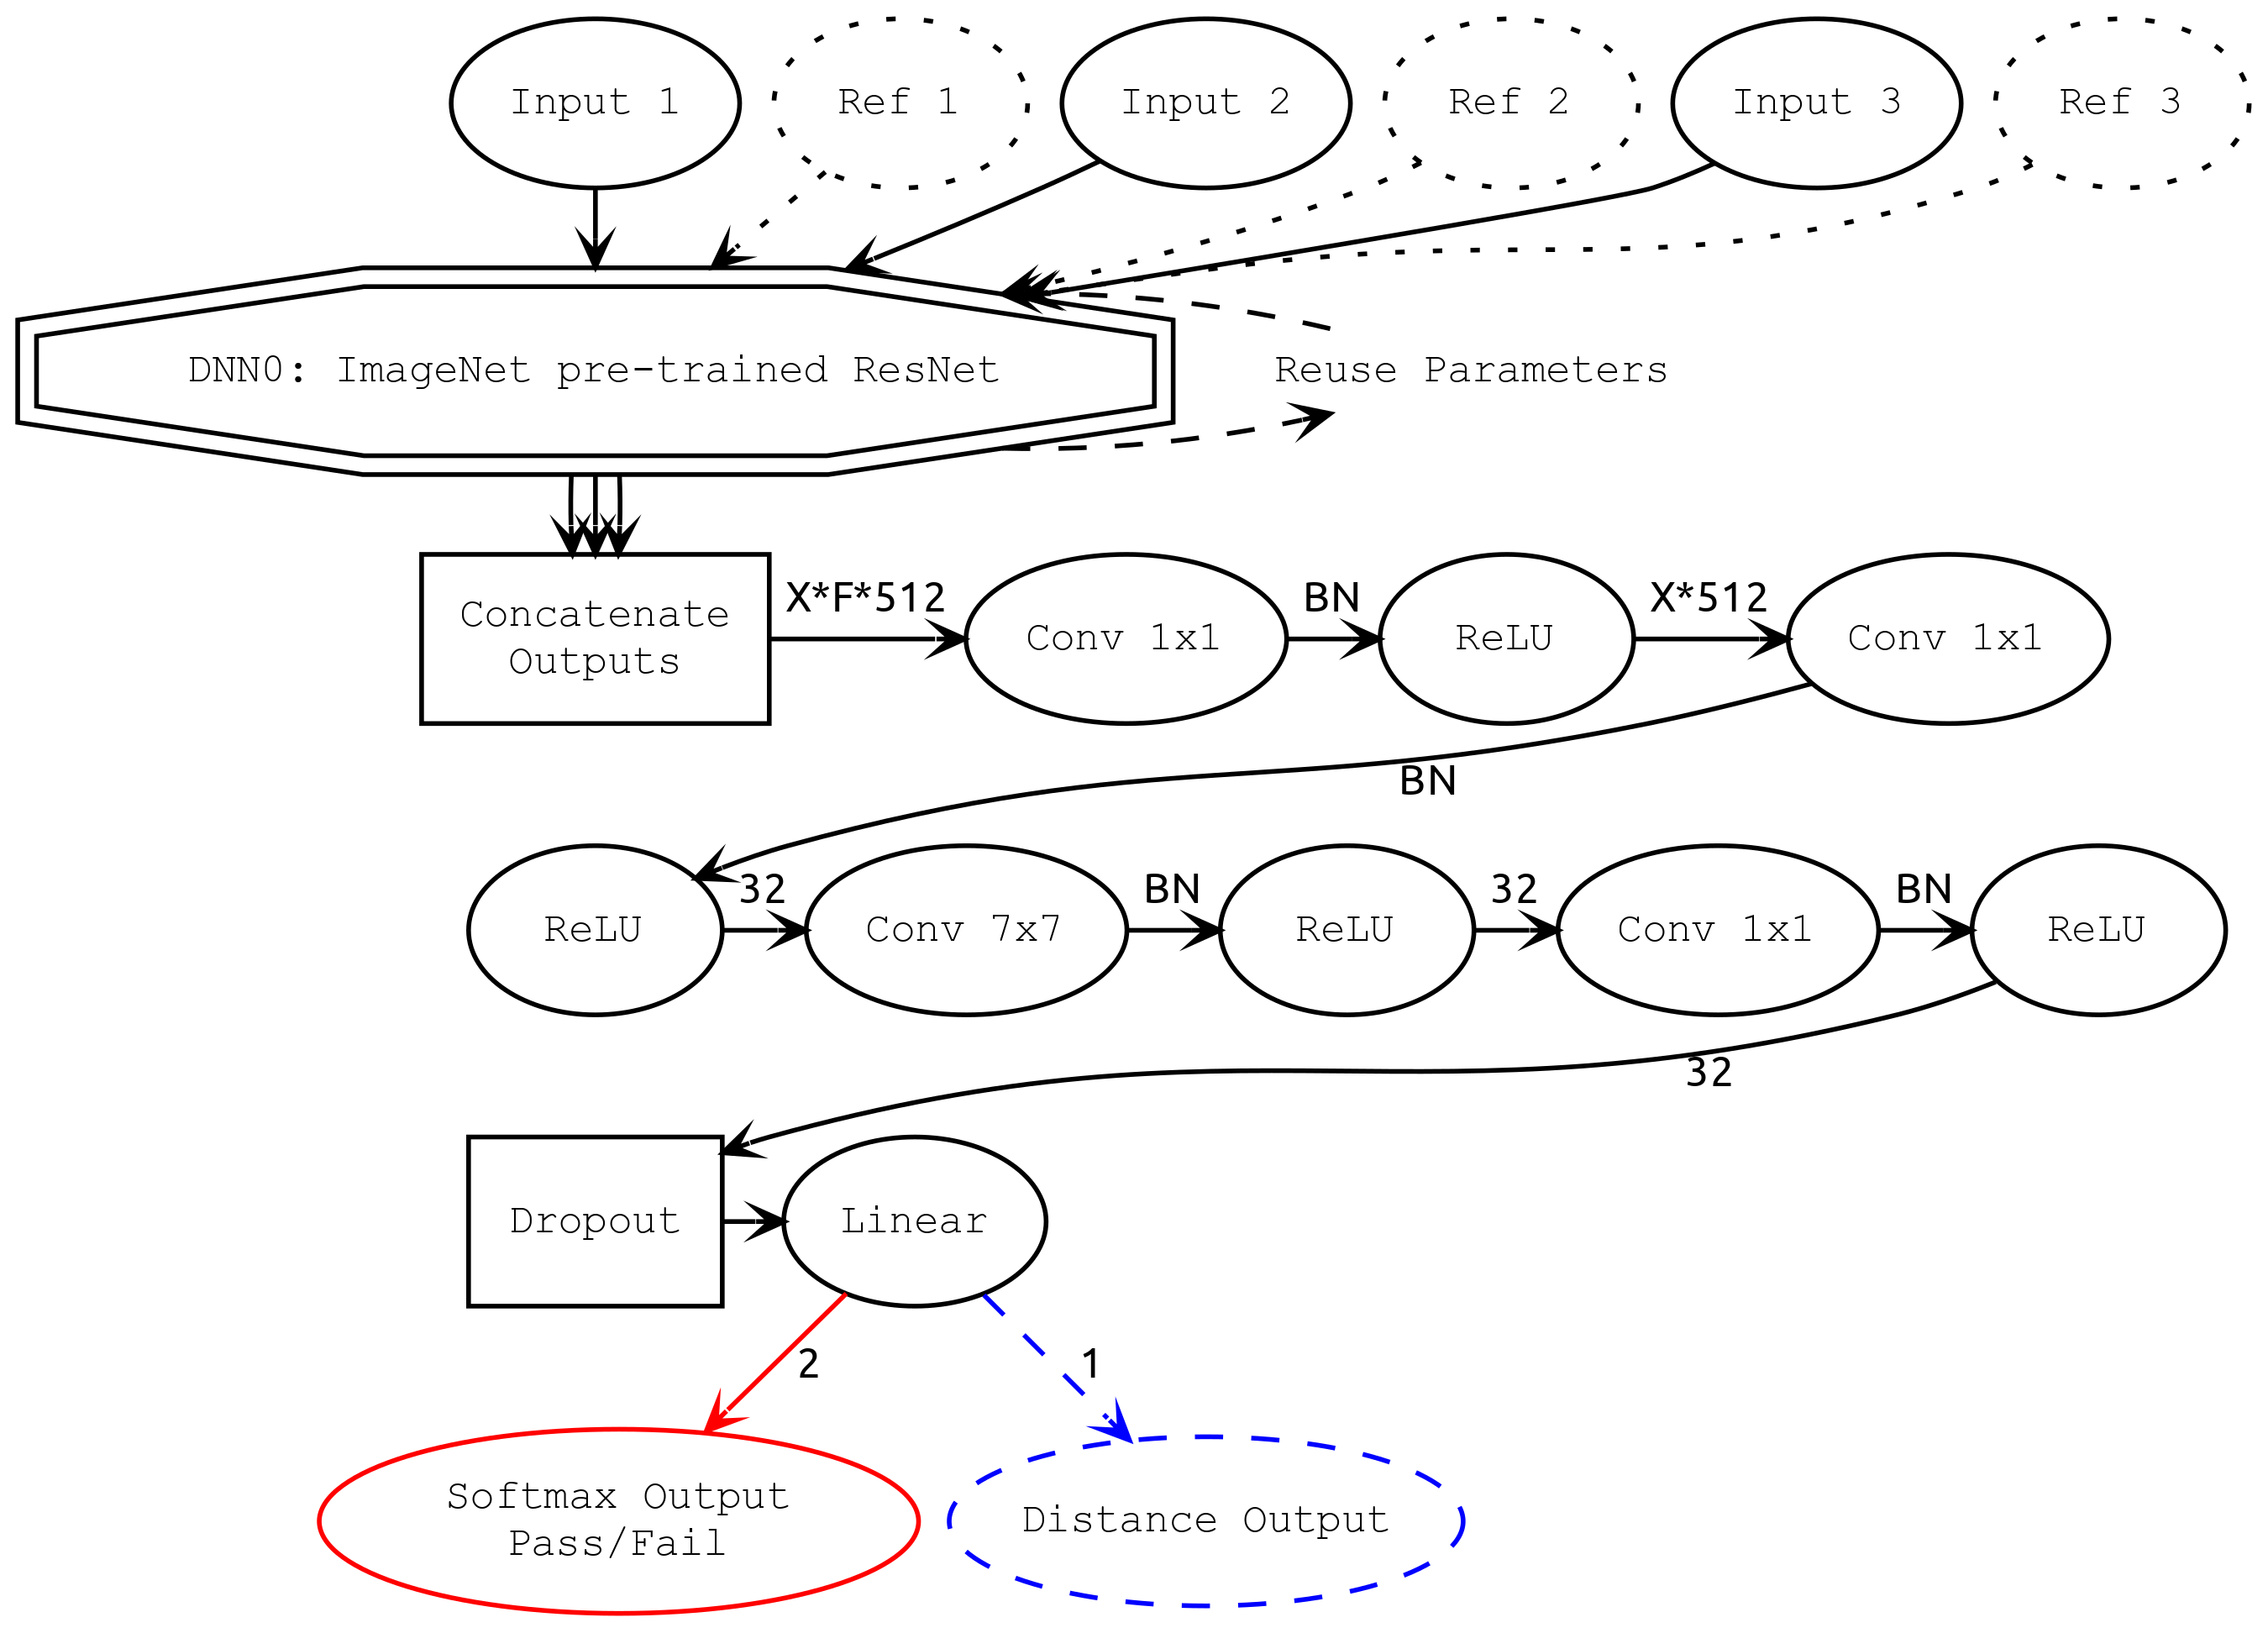 Input 1
Ref 1
Input 2
Ref 2
Input 3
Ref 3
DNN0: ImageNet pre-trained ResNet
Reuse Parameters
Concatenate
Outputs
X*F*512
Conv 1x1
BN
ReLU
X*512
Conv 1x1
BN
ReLU
32
Conv 7x7
BN
ReLU
32
Conv 1x1
BN
ReLU
32
Dropout
Linear
2
1
Softmax Output
Pass/Fail
Distance Output